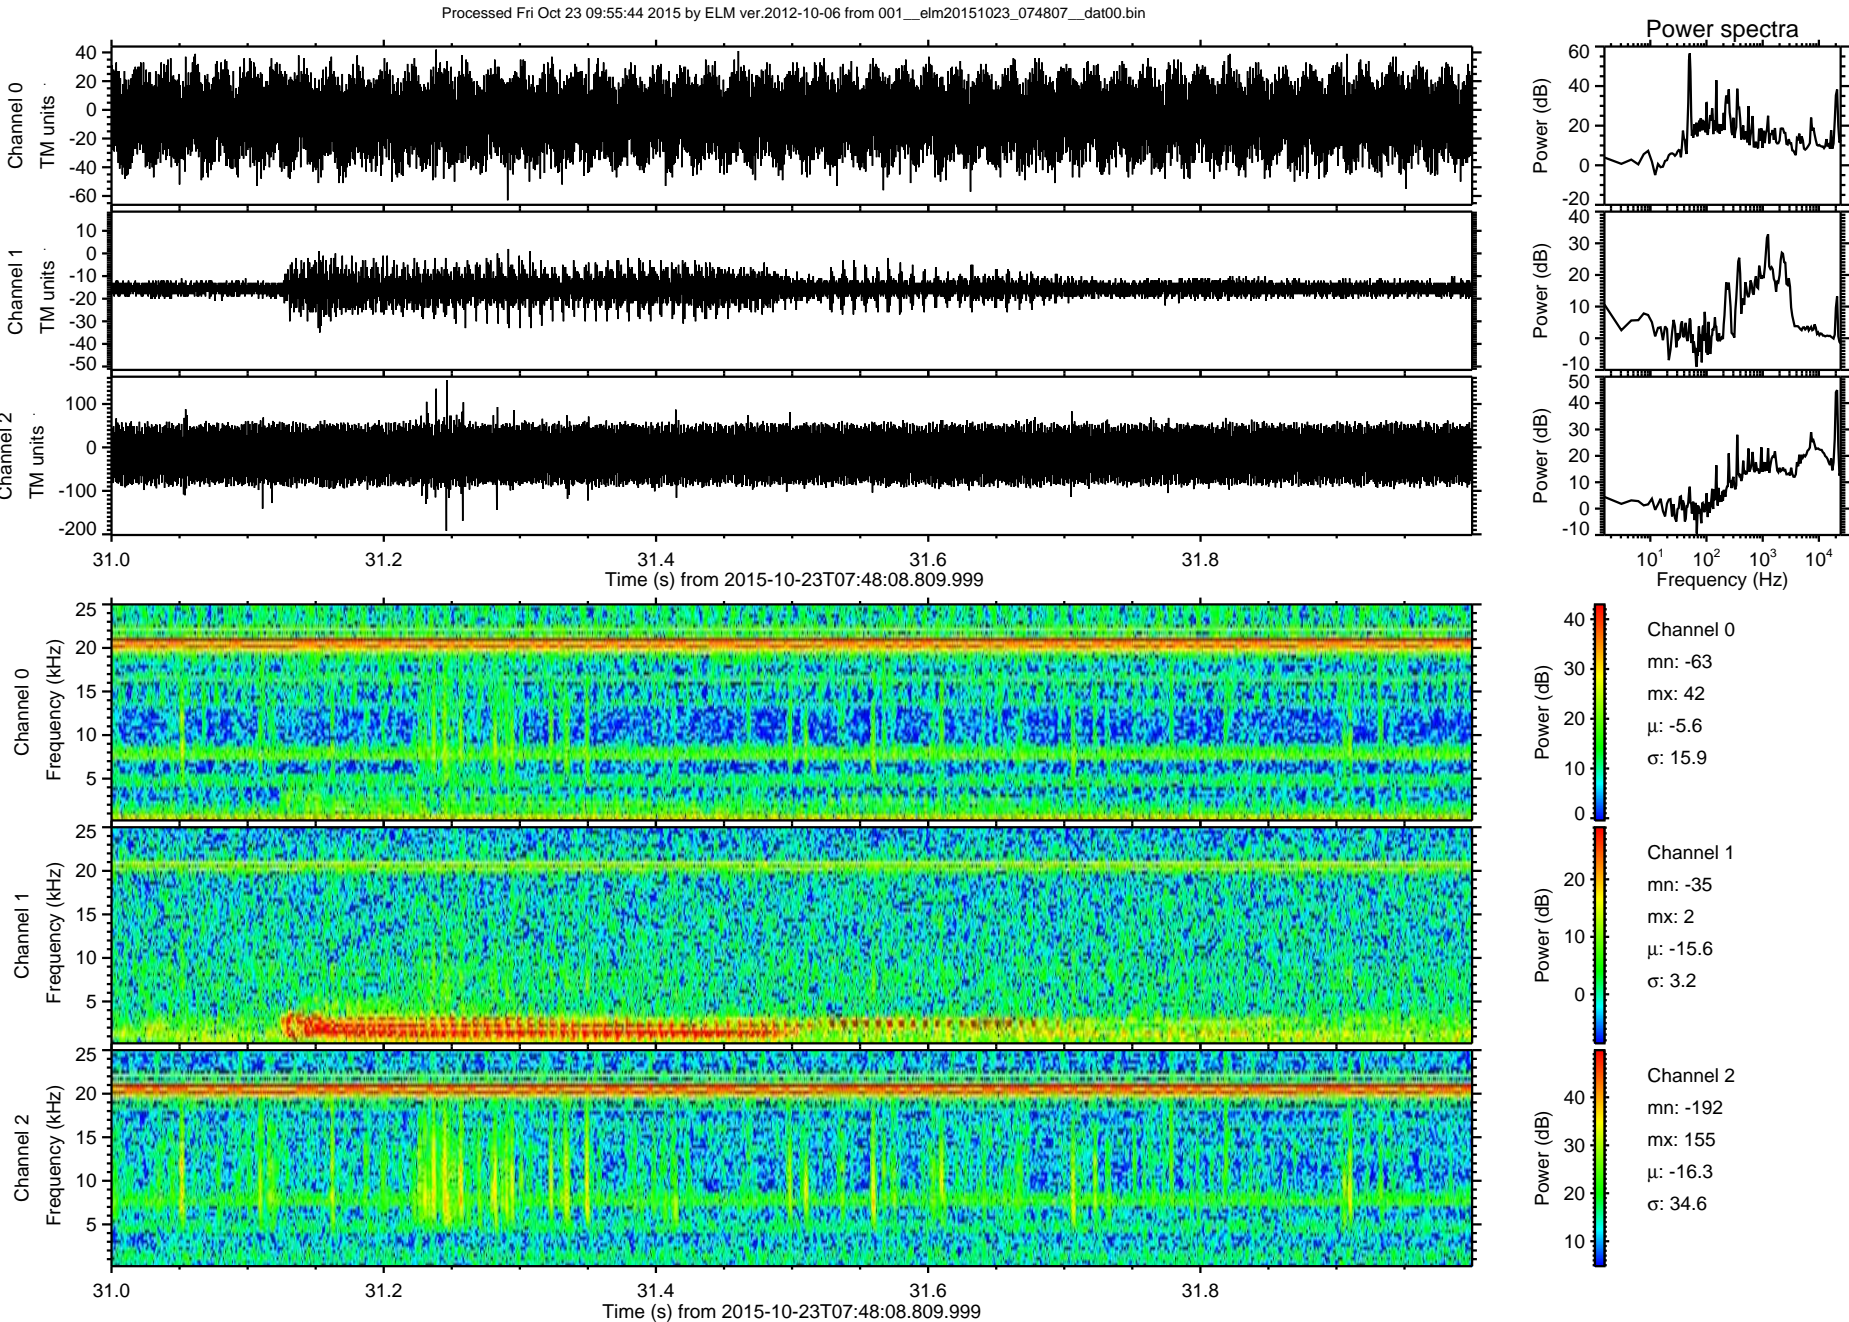 Processed Fri Oct 23 09:55:44 2015 by ELM ver.2012-10-06 from 001__elm20151023_074807__dat00.bin
Power spectra
Channel 0
TM units
40
20
0
-20
-40
-60
Power (dB)
60
40
20
0
-20
Channel 1
TM units
10
0
-10
-20
-30
-40
-50
Power (dB)
40
30
20
10
0
-10
Channel 2
TM units
100
0
-100
-200
Power (dB)
50
40
30
20
10
0
-10
31.0 31.2 31.4 31.6 31.8
Time (s) from 2015-10-23T07:48:08.809.999
10^1 10^2 10^3 10^4
Frequency (Hz)
Channel 0
Frequency (kHz)
25
20
15
10
5
Power (dB)
40
30
20
10
0
Channel 0
mn: -63
mx: 42
μ: -5.6
σ: 15.9
Channel 1
Frequency (kHz)
25
20
15
10
5
Power (dB)
20
10
0
Channel 1
mn: -35
mx: 2
μ: -15.6
σ: 3.2
Channel 2
Frequency (kHz)
25
20
15
10
5
Power (dB)
40
30
20
10
Channel 2
mn: -192
mx: 155
μ: -16.3
σ: 34.6
31.0 31.2 31.4 31.6 31.8
Time (s) from 2015-10-23T07:48:08.809.999